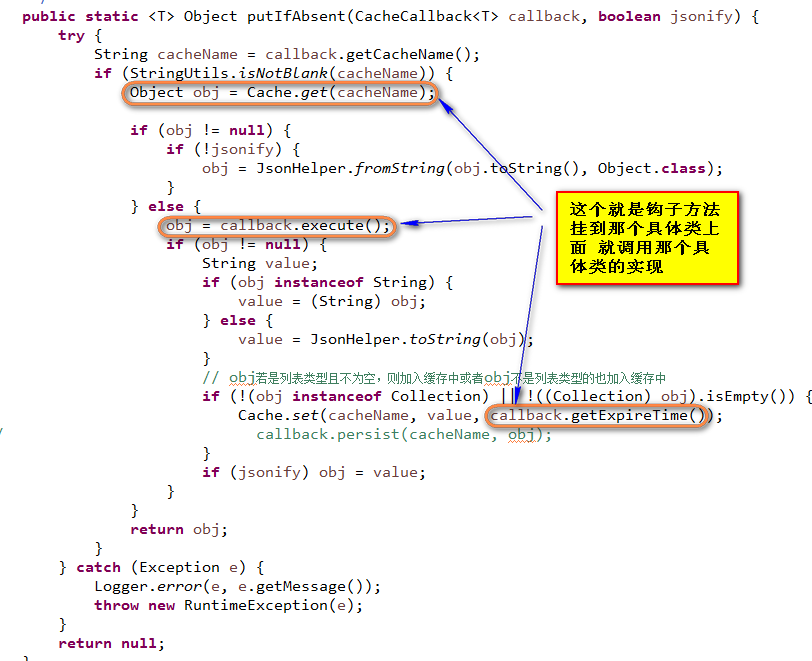 public static <T> Object putIfAbsent(CacheCallback<T> callback, boolean jsonify) {
try {
String cacheName = callback.getCacheName();
if (StringUtils.isNotBlank(cacheName)) {
Object obj = Cache.get(cacheName);
if (obj != null) {
if (!jsonify) {
obj = JsonHelper.fromString(obj.toString(), Object.class);
}
} else {
obj = callback.execute();
if (obj != null) {
String value;
if (obj instanceof String) {
value = (String) obj;
} else {
value = JsonHelper.toString(obj);
}
// obj若是列表类型且不为空，则加入缓存中或者obj不是列表类型的也加入缓存中
if (!(obj instanceof Collection) || !((Collection) obj).isEmpty()) {
Cache.set(cacheName, value, callback.getExpireTime());
/ callback.persist(cacheName, obj);
}
if (jsonify) obj = value;
}
}
return obj;
}
} catch (Exception e) {
Logger.error(e, e.getMessage());
throw new RuntimeException(e);
}
return null;
这个就是钩子方法
挂到那个具体类上
面 就调用那个具
体类的实现